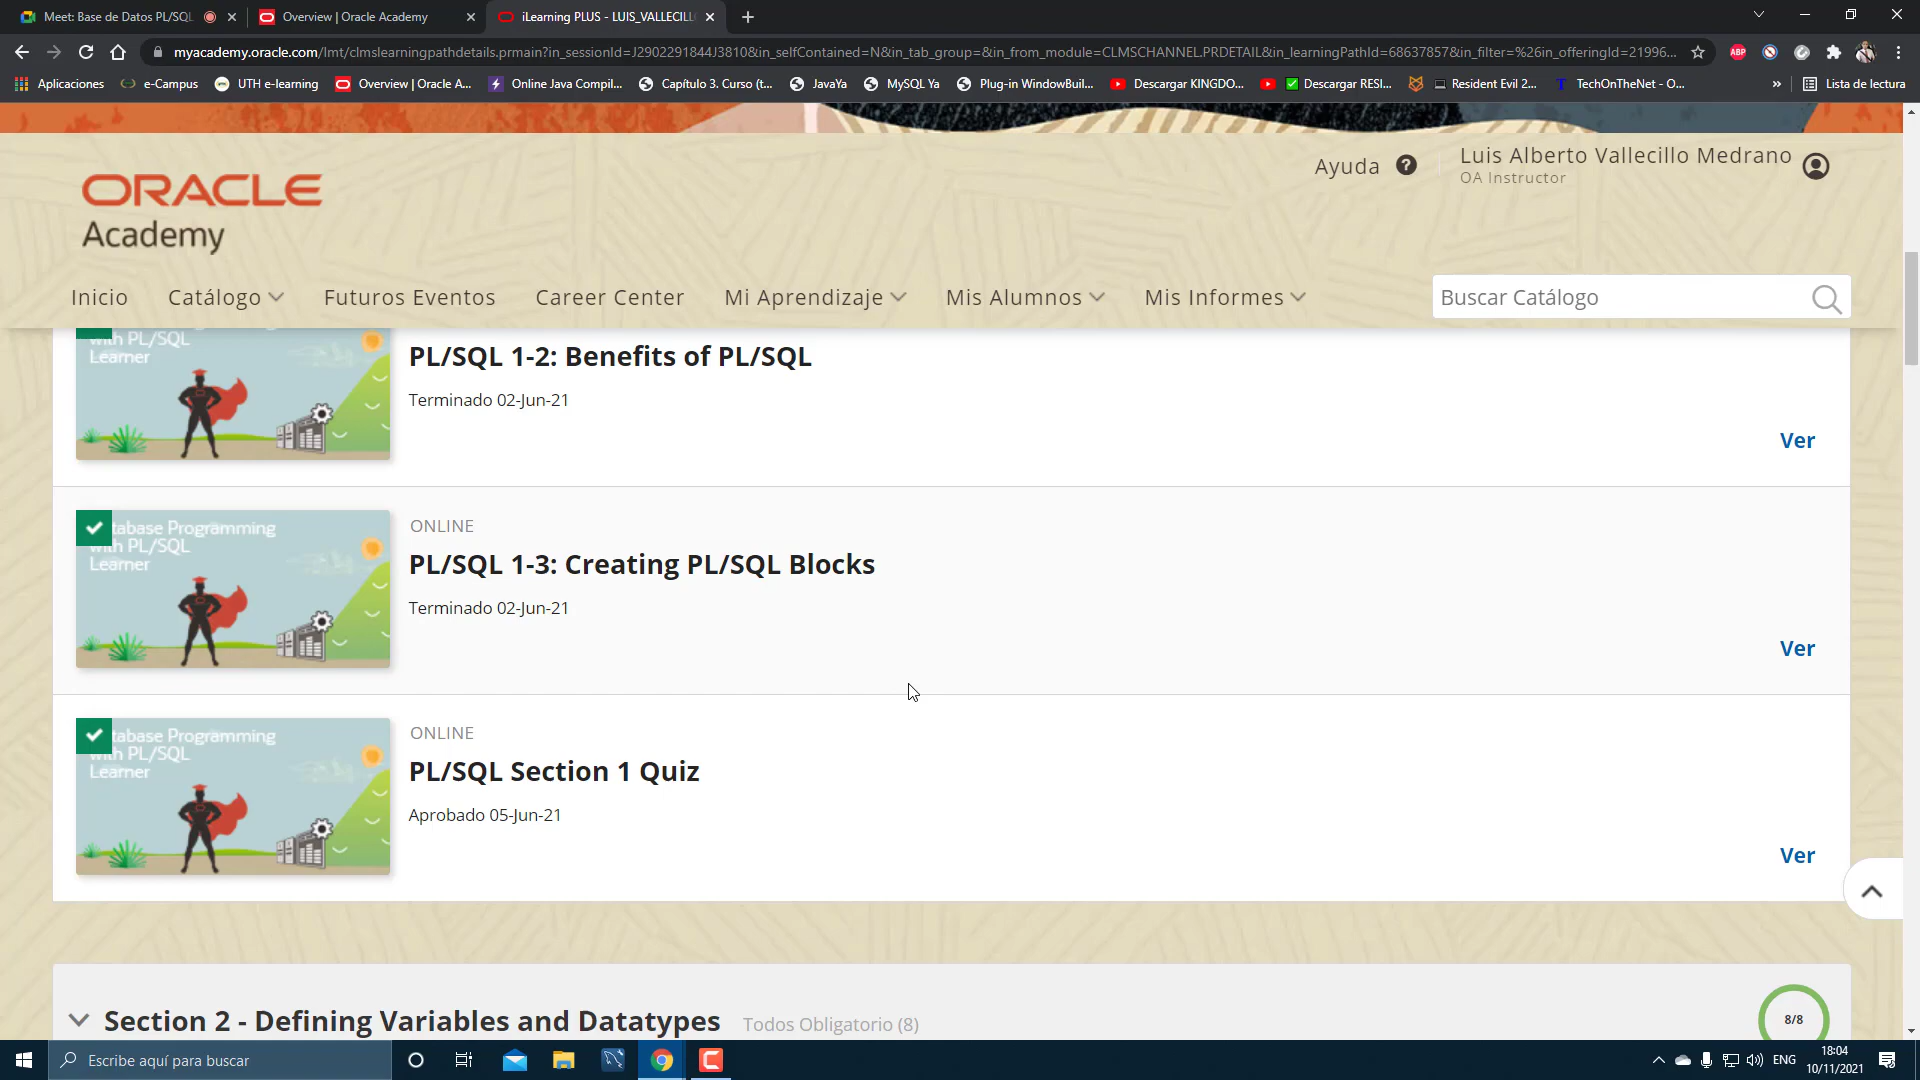 Meet: Base de Datos PL/SQL
Overview | Oracle Academy
iLearning PLUS - LUIS_VALLECILL
myacademy.oracle.com/lmt/clmslearningpathdetails.prmain?in_sessionId=J2902291844J3810&in_selfContained=N&in_tab_group=&in_from_module=CLMSCHANNEL.PRDETAIL&in_learningPathId=68637857&in_filter=%26in_offeringId=21996...
ABP
Aplicaciones
e-Campus
UTH e-learning
Overview | Oracle A...
Online Java Compil...
Capítulo 3. Curso (t...
JavaYa
MySQL Ya
Plug-in WindowBuil...
Descargar KINGDO...
Descargar RESI...
Resident Evil 2...
TechOnTheNet - O...
»
Lista de lectura
ORACLE
Academy
Ayuda ?
Luis Alberto Vallecillo Medrano
OA Instructor
Inicio
Catálogo
Futuros Eventos
Career Center
Mi Aprendizaje
Mis Alumnos
Mis Informes
Buscar Catálogo
with PL/SQL
Learner
PL/SQL 1-2: Benefits of PL/SQL
Terminado 02-Jun-21
Ver
tabase Programming
with PL/SQL
Learner
ONLINE
PL/SQL 1-3: Creating PL/SQL Blocks
Terminado 02-Jun-21
Ver
tabase Programming
with PL/SQL
Learner
ONLINE
PL/SQL Section 1 Quiz
Aprobado 05-Jun-21
Ver
Section 2 - Defining Variables and Datatypes
Todos Obligatorio (8)
8/8
Escribe aquí para buscar
ENG
18:04
10/11/2021